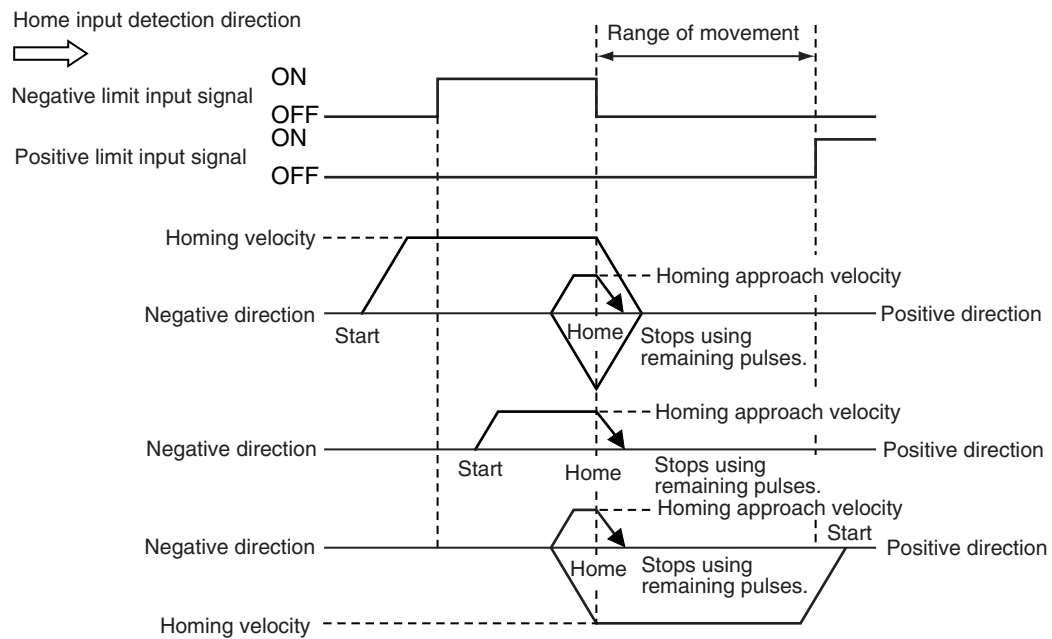 Home input detection direction
Range of movement
ON
Negative limit input signal
OFF
ON
Positive limit input signal
OFF
Homing velocity
Homing approach velocity
Negative direction
Positive direction
Start
Home
Stops using
remaining pulses.
Homing approach velocity
Negative direction
Positive direction
Start
Home
Stops using
remaining pulses.
Homing approach velocity
Start
Negative direction
Positive direction
Home
Stops using
remaining pulses.
Homing velocity